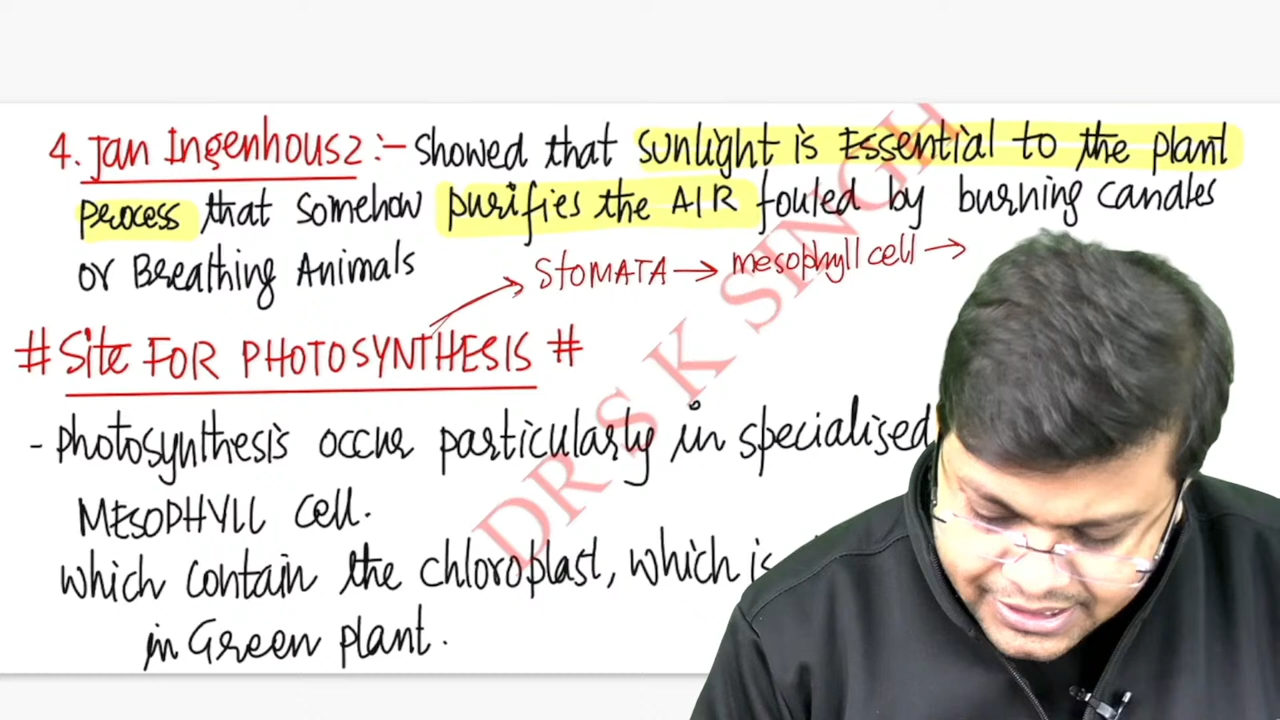 4. Jan Ingenhousz :- showed that sunlight is Essential to the plant
process that somehow purifies the AIR fouled by burning candles
or Breathing Animals
STOMATA → mesophyll cell →
# Site FOR PHOTOSYNTHESIS #
- photosynthesis occur particularly in specialised
MESOPHYLL cell.
which contain the chloroplast, which is
in Green plant.
DR S K SINGH